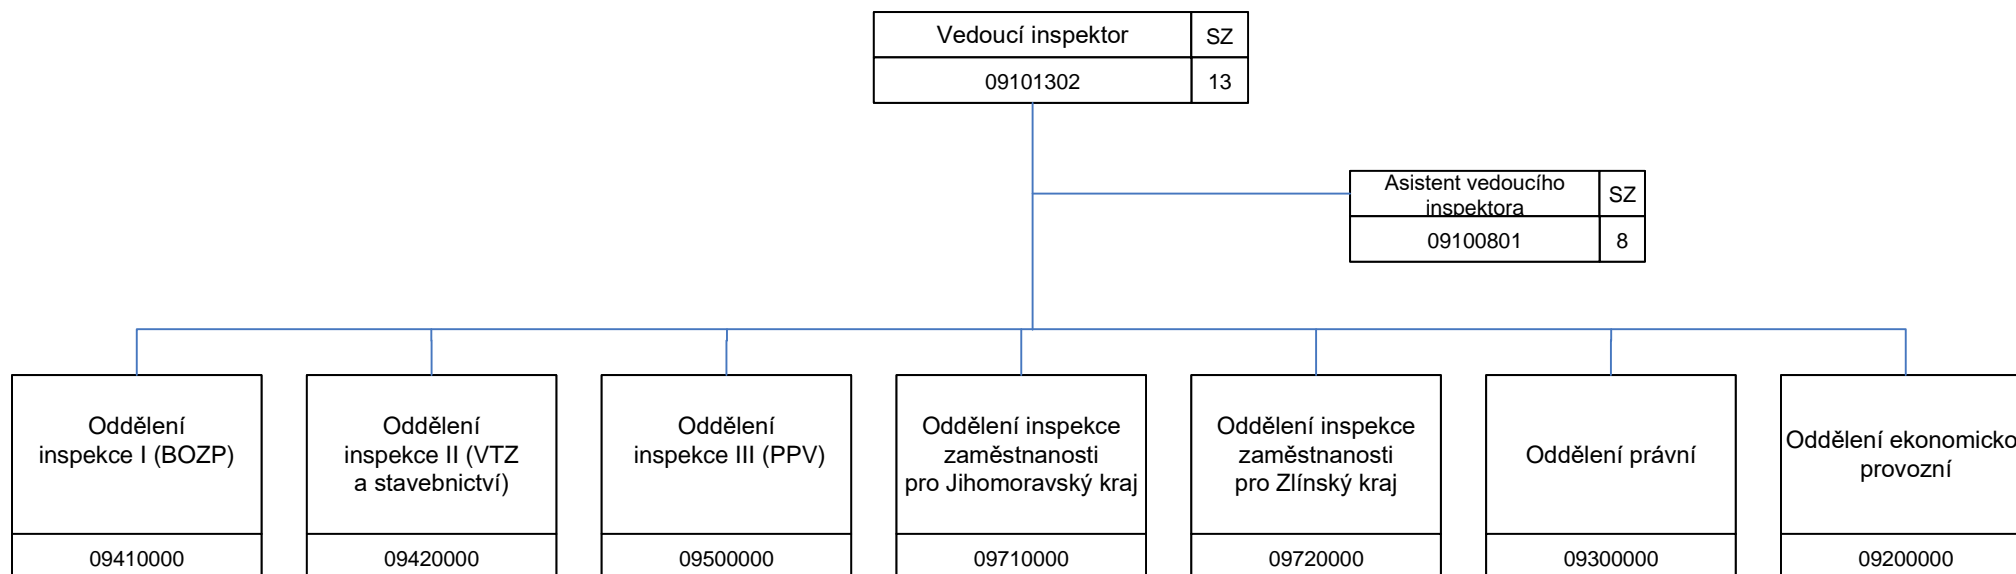 Vedoucí inspektor
SZ
09101302
13
Asistent vedoucího
inspektora
SZ
09100801
8
Oddělení
inspekce I (BOZP)
09410000
Oddělení
inspekce II (VTZ
a stavebnictví)
09420000
Oddělení
inspekce III (PPV)
09500000
Oddělení inspekce
zaměstnanosti
pro Jihomoravský kraj
09710000
Oddělení inspekce
zaměstnanosti
pro Zlínský kraj
09720000
Oddělení právní
09300000
Oddělení ekonomicko
provozní
09200000